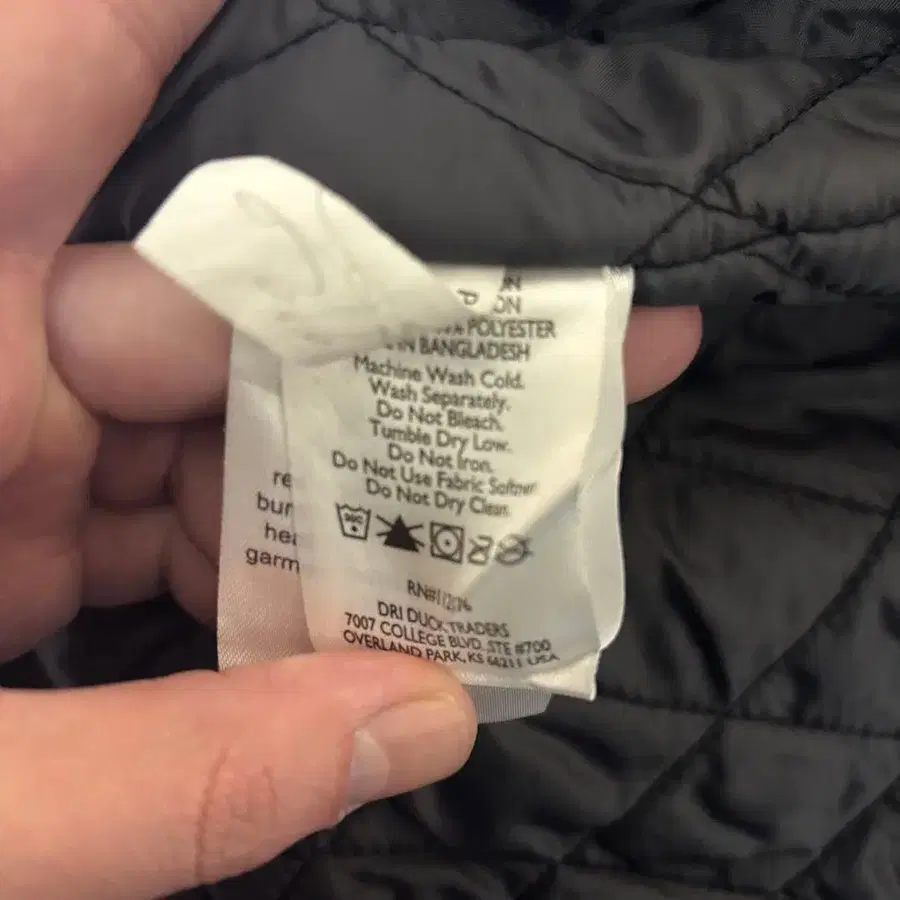 ON
POLYESTER
IN BANGLADESH
Machine Wash Cold.
Wash Separately.
Do Not Bleach.
Tumble Dry Low.
Do Not Iron.
Do Not Use Fabric Softner
Do Not Dry Clean.
DRI DUCK TRADERS
7007 COLLEGE BLVD. STE #700
OVERLAND PARK, KS 66211 USA
re
bur
hea
garm